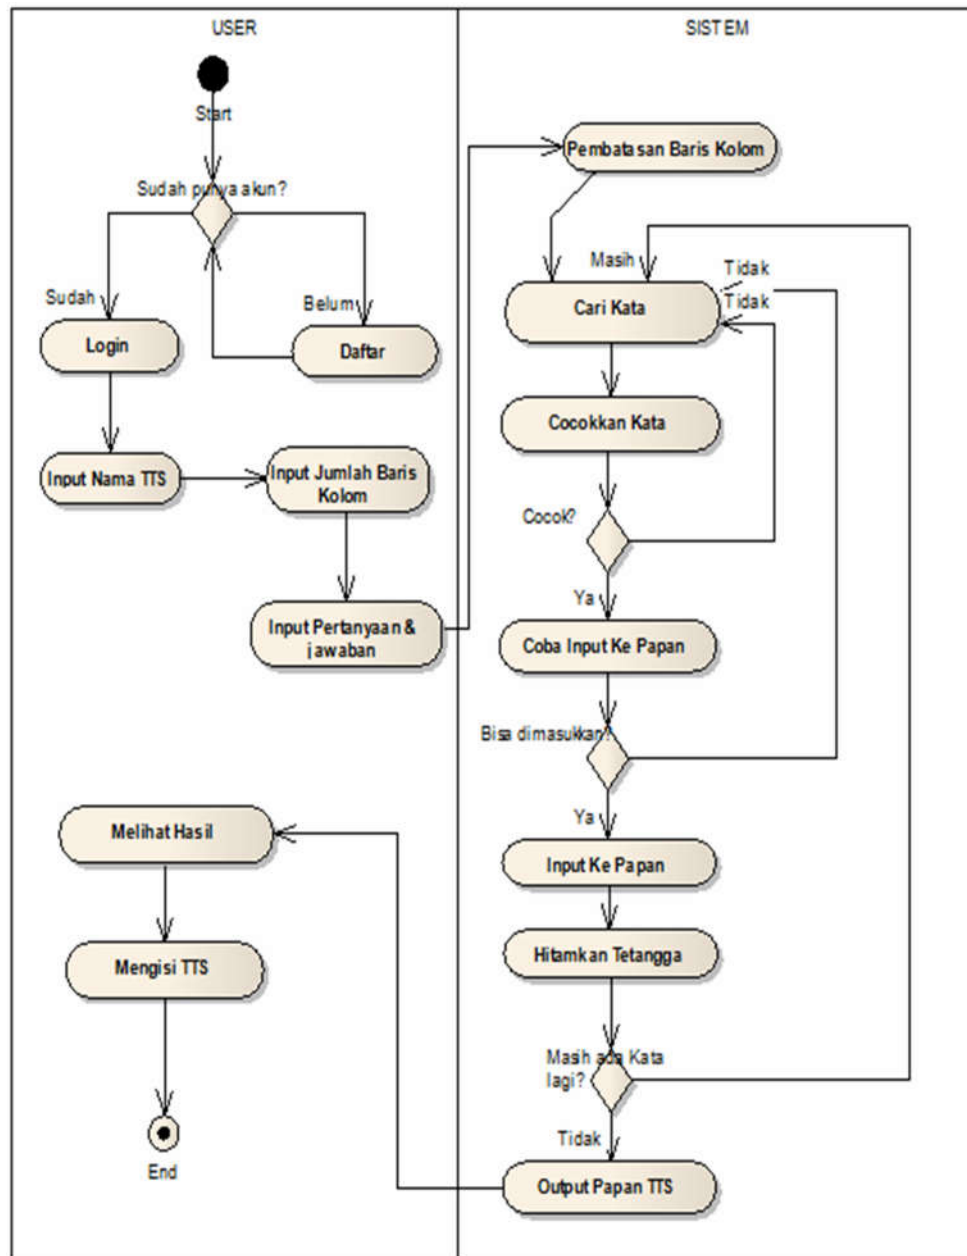 USER
SISTEM
Start
Sudah punya akun?
Sudah
Belum
Login
Daftar
Input Nama TTS
Input Jumlah Baris
Kolom
Input Pertanyaan &
jawaban
Pembatasan Baris Kolom
Masih
Tidak
Tidak
Cari Kata
Cocokkan Kata
Cocok?
Ya
Coba Input Ke Papan
Bisa dimasukkan?
Ya
Input Ke Papan
Hitamkan Tetangga
Masih ada Kata
lagi?
Tidak
Output Papan TTS
Melihat Hasil
Mengisi TTS
End